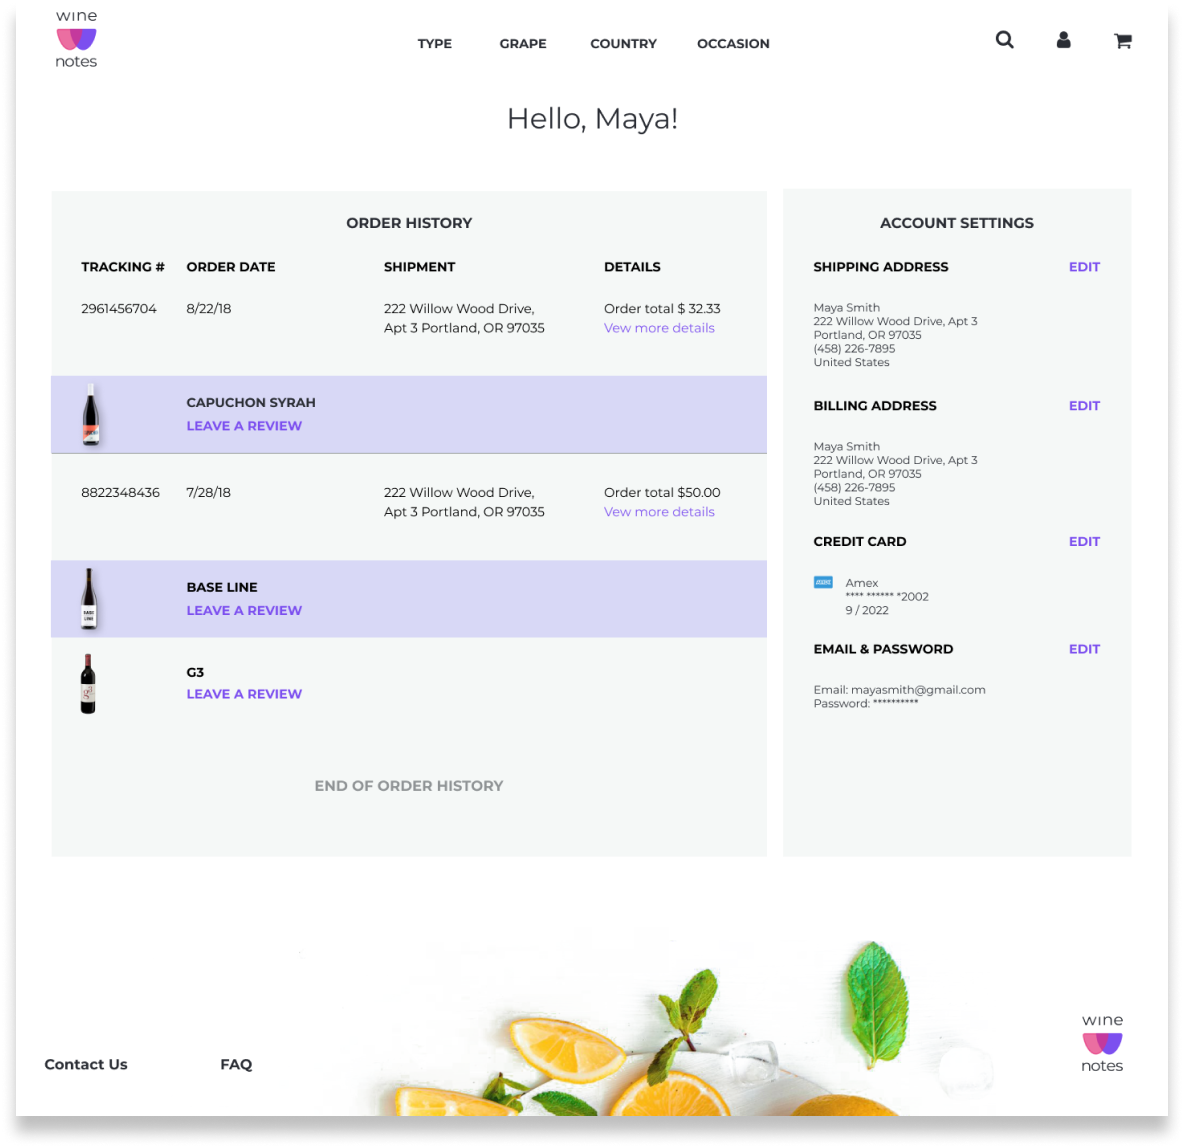 wine
notes
TYPE GRAPE COUNTRY OCCASION
Hello, Maya!
ORDER HISTORY
TRACKING # ORDER DATE SHIPMENT DETAILS
2961456704 8/22/18 222 Willow Wood Drive, Order total $ 32.33
Apt 3 Portland, OR 97035 Vew more details
CAPUCHON SYRAH
LEAVE A REVIEW
8822348436 7/28/18 222 Willow Wood Drive, Order total $50.00
Apt 3 Portland, OR 97035 Vew more details
BASE
LINE
BASE LINE
LEAVE A REVIEW
g3
G3
LEAVE A REVIEW
END OF ORDER HISTORY
ACCOUNT SETTINGS
SHIPPING ADDRESS EDIT
Maya Smith
222 Willow Wood Drive, Apt 3
Portland, OR 97035
(458) 226-7895
United States
BILLING ADDRESS EDIT
Maya Smith
222 Willow Wood Drive, Apt 3
Portland, OR 97035
(458) 226-7895
United States
CREDIT CARD EDIT
Amex
**** ****** *2002
9 / 2022
EMAIL & PASSWORD EDIT
Email: mayasmith@gmail.com
Password: **********
Contact Us FAQ
wine
notes